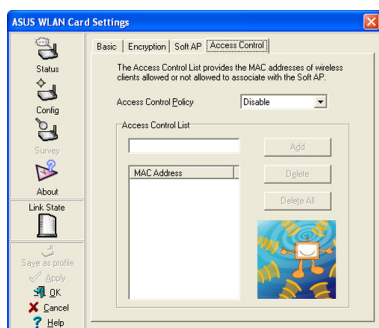 ASUS WLAN Card Settings
Status
Config
Survey
About
Link State
Save as profile
Apply
OK
Cancel
Help
Basic Encryption Soft AP Access Control
The Access Control List provides the MAC addresses of wireless
clients allowed or not allowed to associate with the Soft AP.
Access Control Policy Disable
Access Control List
Add
MAC Address
Delete
Delete All